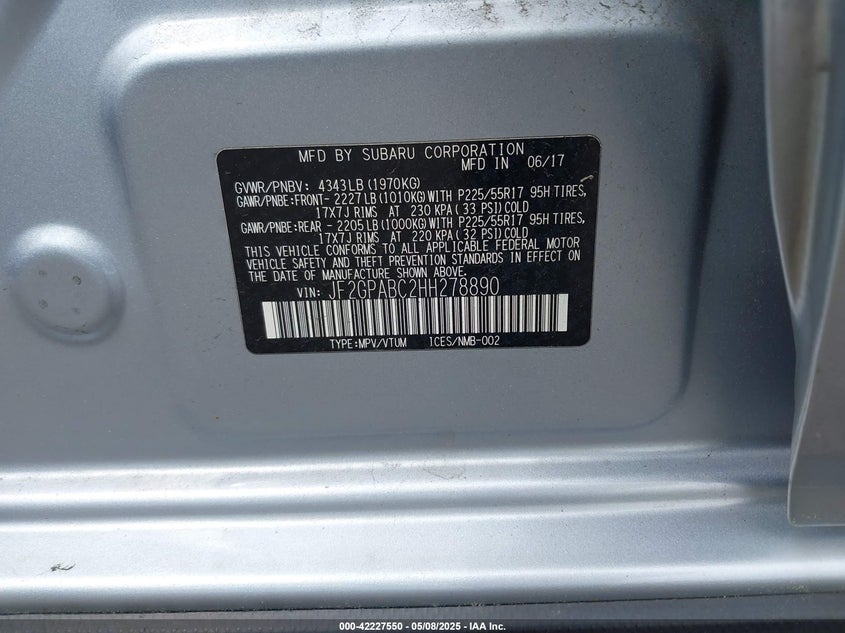 MFD BY SUBARU CORPORATION
MFD IN 06/17
GVWR/PNBV: 4343LB(1970KG)
GAWR/PNBE:FRONT- 2227LB(1010KG)WITH P225/55R17 95H TIRES,
17X7J RIMS AT 230 KPA(33 PSI)COLD
GAWR/PNBE:REAR - 2205LB(1000KG)WITH P225/55R17 95H TIRES,
17X7J RIMS AT 220 KPA(32 PSI)COLD
THIS VEHICLE CONFORMS TO ALL APPLICABLE FEDERAL MOTOR
VEHICLE SAFETY AND THEFT PREVENTION STANDARDS IN EFFECT ON
THE DATE OF MANUFACTURE SHOWN ABOVE.
VIN: JF2GPABC2HH278890
TYPE:MPV/VTUM ICES/NMB-002
000-42227550 - 05/08/2025 - IAA Inc.